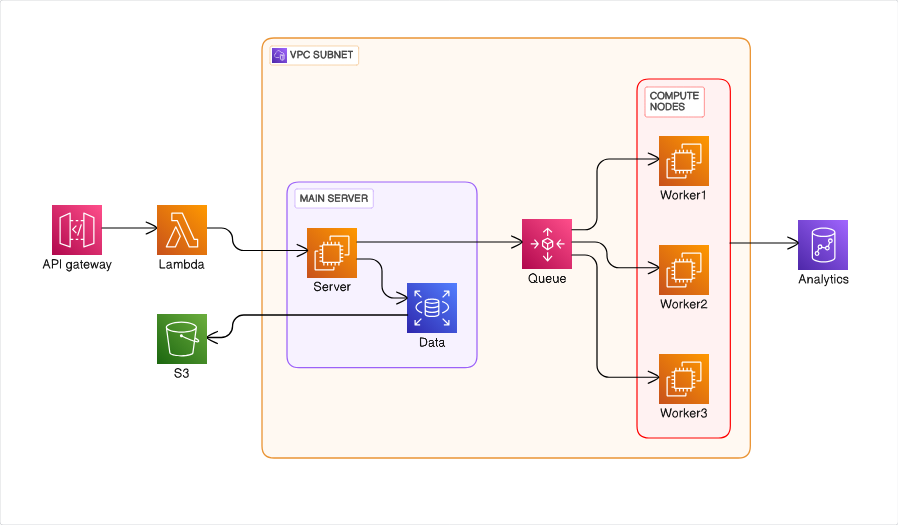 VPC SUBNET
COMPUTE
NODES
Worker1
MAIN SERVER
API gateway
Lambda
Server
Queue
Analytics
Worker2
Data
S3
Worker3